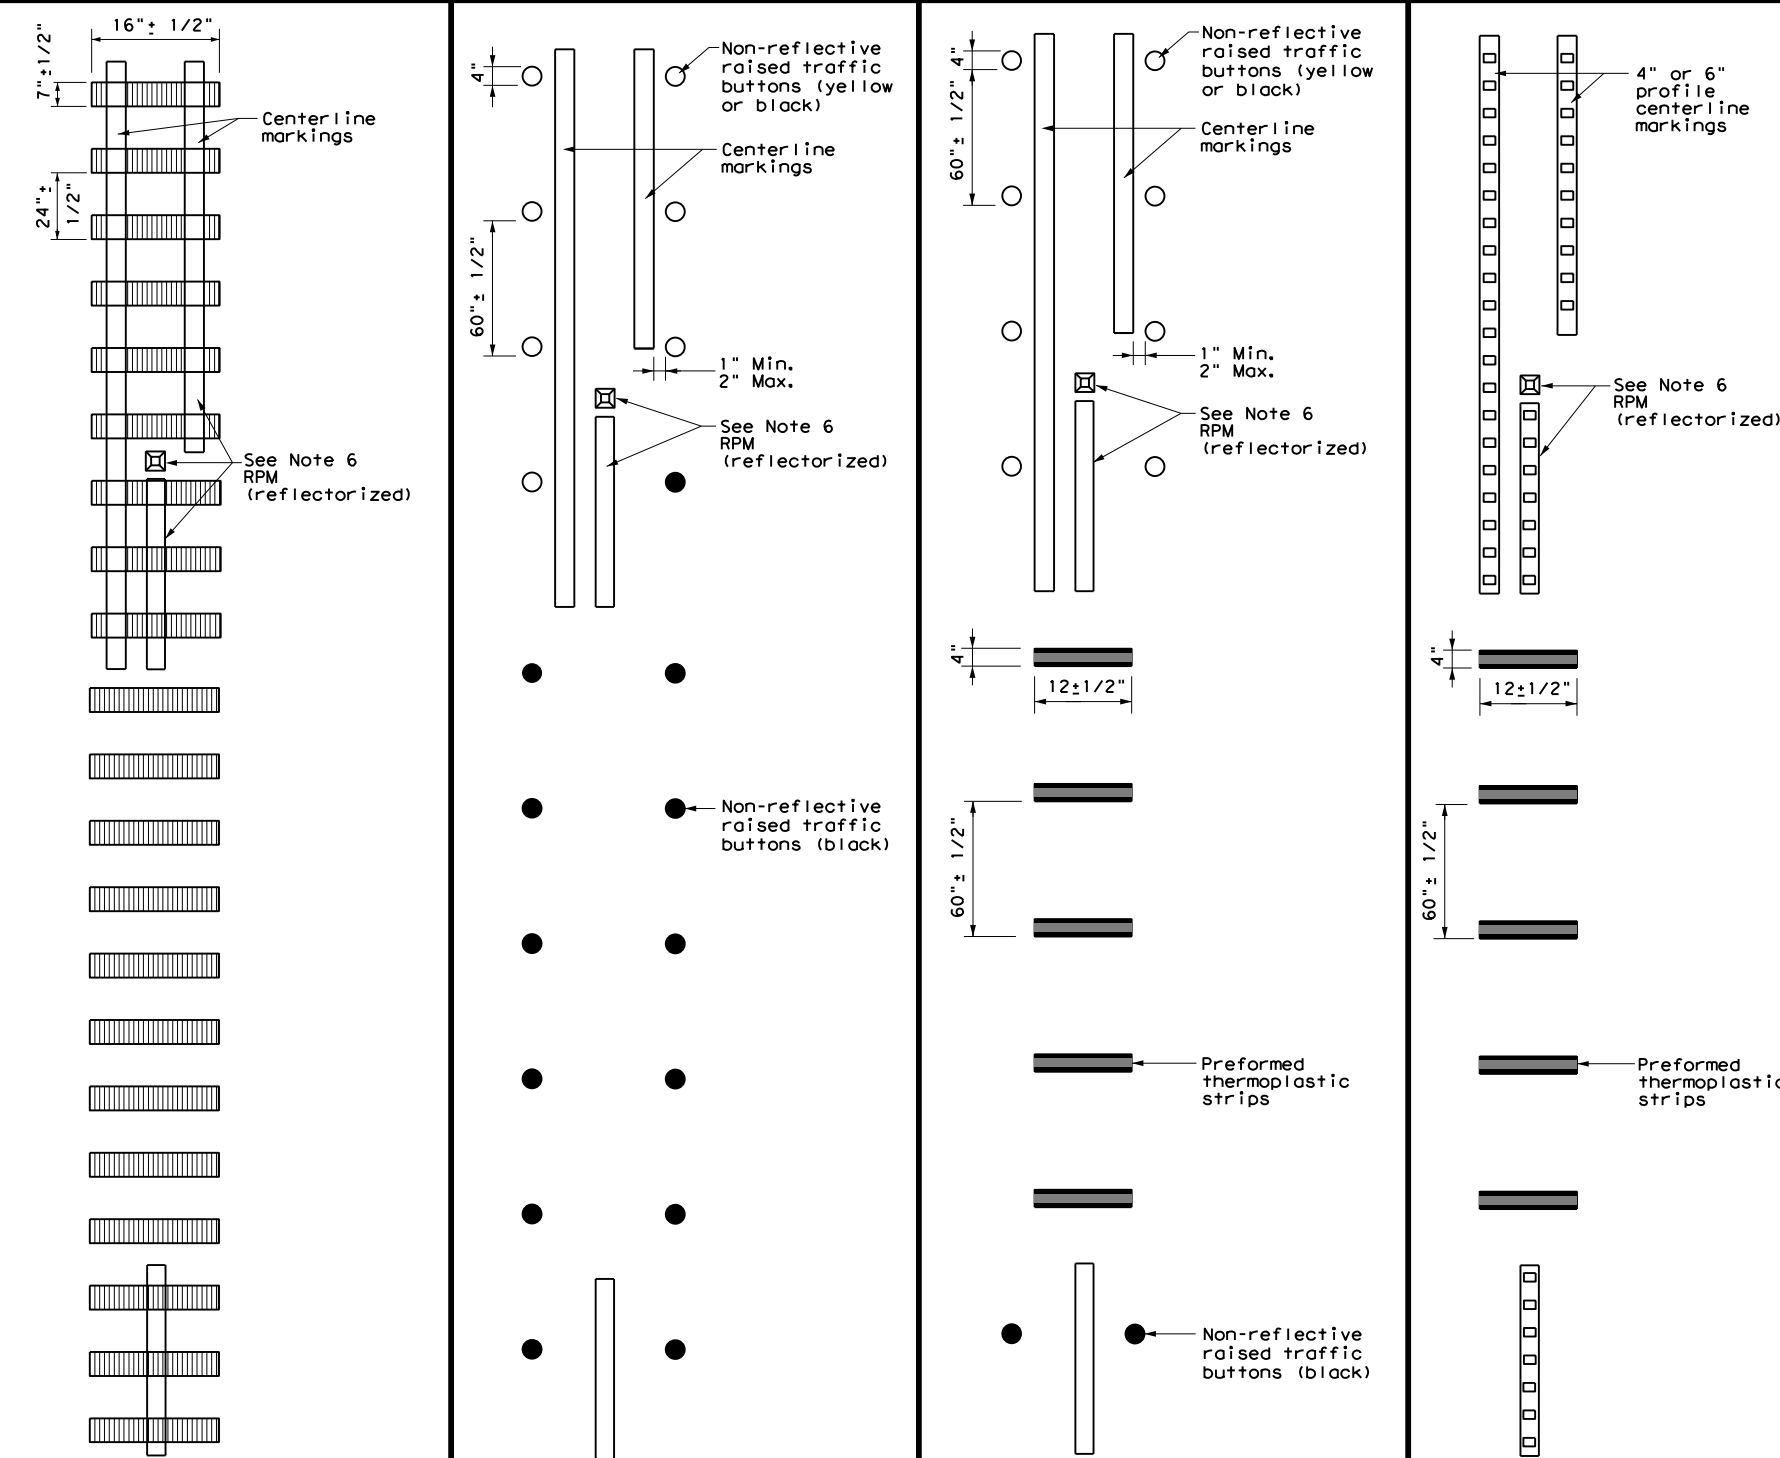 16"± 1/2"
7"±1/2"
Centerline
markings
24"±
1/2"
See Note 6
RPM
(reflectorized)
4"
Non-reflective
raised traffic
buttons (yellow
or black)
Centerline
markings
60"± 1/2"
1" Min.
2" Max.
See Note 6
RPM
(reflectorized)
Non-reflective
raised traffic
buttons (black)
4"
60"± 1/2"
Non-reflective
raised traffic
buttons (yellow
or black)
Centerline
markings
1" Min.
2" Max.
See Note 6
RPM
(reflectorized)
4"
12±1/2"
60"± 1/2"
Preformed
thermoplastic
strips
Non-reflective
raised traffic
buttons (black)
4" or 6"
profile
centerline
markings
See Note 6
RPM
(reflectorized)
4"
12±1/2"
60"± 1/2"
Preformed
thermoplastic
strips